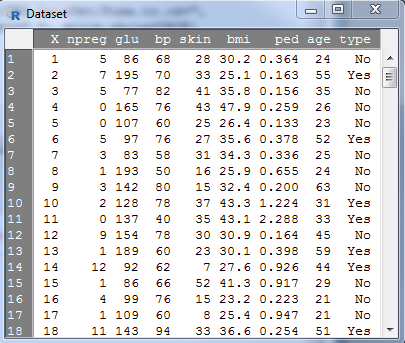 R Dataset
X npreg glu bp skin bmi ped age type
1 1 5 86 68 28 30.2 0.364 24 No
2 2 7 195 70 33 25.1 0.163 55 Yes
3 3 5 77 82 41 35.8 0.156 35 No
4 4 0 165 76 43 47.9 0.259 26 No
5 5 0 107 60 25 26.4 0.133 23 No
6 6 5 97 76 27 35.6 0.378 52 Yes
7 7 3 83 58 31 34.3 0.336 25 No
8 8 1 193 50 16 25.9 0.655 24 No
9 9 3 142 80 15 32.4 0.200 63 No
10 10 2 128 78 37 43.3 1.224 31 Yes
11 11 0 137 40 35 43.1 2.288 33 Yes
12 12 9 154 78 30 30.9 0.164 45 No
13 13 1 189 60 23 30.1 0.398 59 Yes
14 14 12 92 62 7 27.6 0.926 44 Yes
15 15 1 86 66 52 41.3 0.917 29 No
16 16 4 99 76 15 23.2 0.223 21 No
17 17 1 109 60 8 25.4 0.947 21 No
18 18 11 143 94 33 36.6 0.254 51 Yes